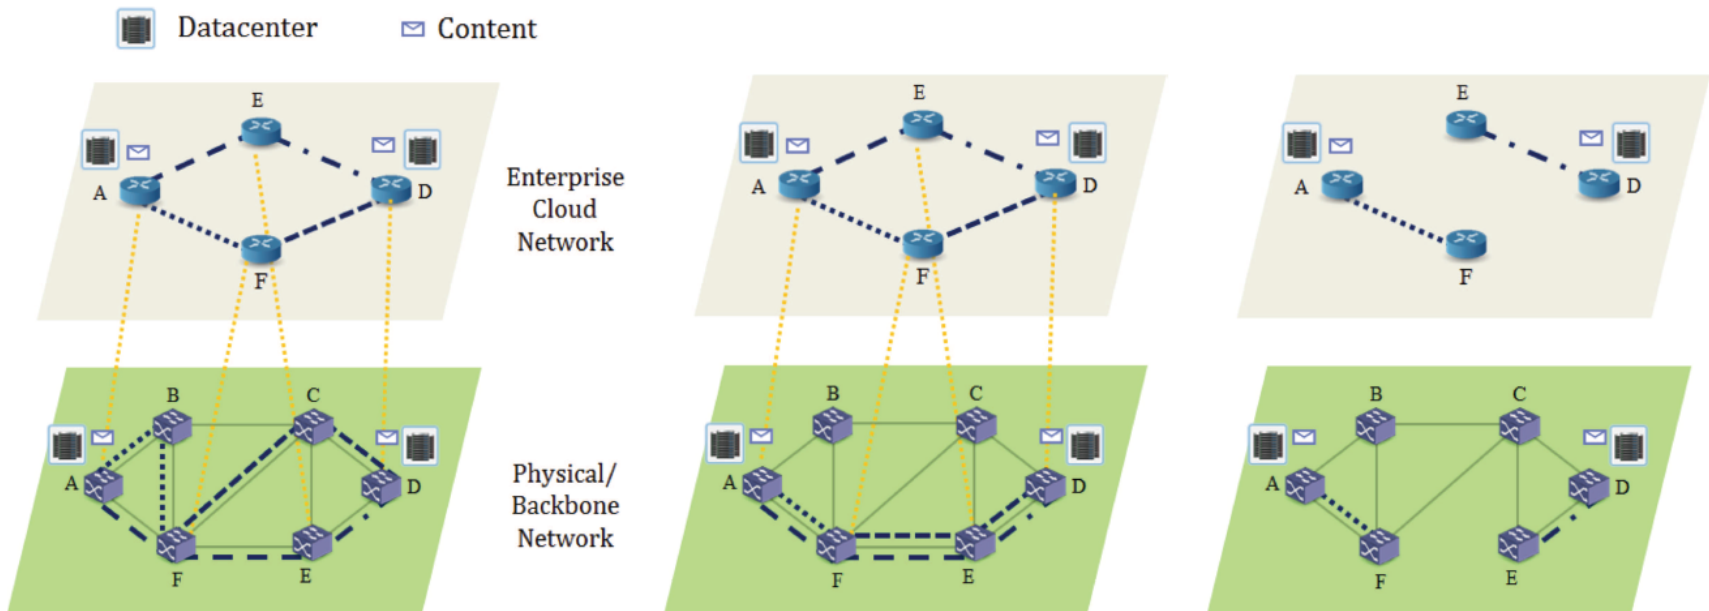 Datacenter
Content
E
A
D
F
Enterprise
Cloud
Network
E
A
D
F
E
A
D
F
B
C
A
D
F
E
Physical/
Backbone
Network
B
C
A
D
F
E
B
C
A
D
F
E